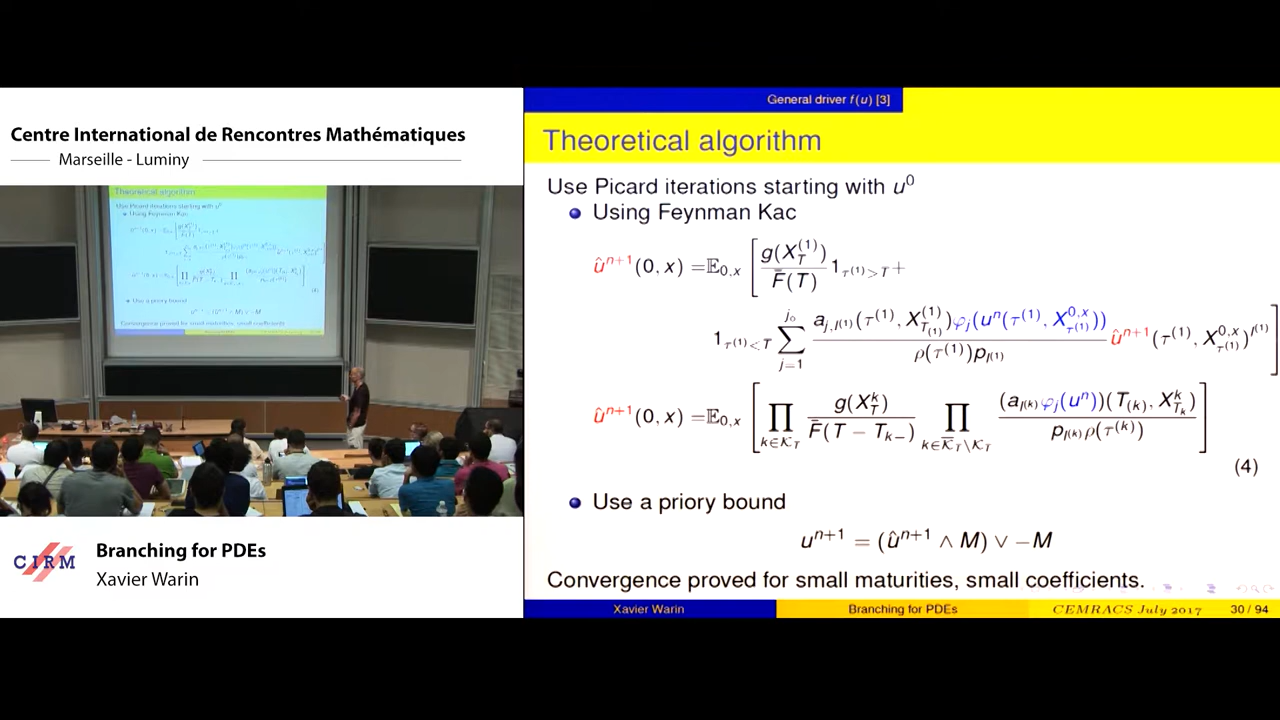 Centre International de Rencontres Mathématiques
Marseille - Luminy
CIRM
Branching for PDEs
Xavier Warin
General driver f(u) [3]
Theoretical algorithm
Use Picard iterations starting with u⁰
Using Feynman Kac
û^{n+1}(0, x) = 𝔼_{0,x} [ g(X_T^{(1)}) / F̄(T) 1_{τ^{(1)}>T} +
1_{τ^{(1)}<T} ∑_{j=1}^{j₀} a_{j,I^{(1)}}(τ^{(1)}, X_{T_{(1)}}^{(1)}) φ_j(u^n(τ^{(1)}, X_{τ^{(1)}}^{0,x})) / ρ(τ^{(1)})p_{I^{(1)}} û^{n+1}(τ^{(1)}, X_{τ^{(1)}}^{0,x})^{I^{(1)}} ]
û^{n+1}(0, x) = 𝔼_{0,x} [ ∏_{k∈𝒦_T} g(X_T^k) / F̄(T − T_{k−}) ∏_{k∈𝒦̄_T\𝒦_T} (a_{I^{(k)}}φ_j(u^n))(T_{(k)}, X_{T_k}^k) / p_{I^{(k)}}ρ(τ^{(k)}) ]
(4)
Use a priory bound
u^{n+1} = (û^{n+1} ∧ M) ∨ −M
Convergence proved for small maturities, small coefficients.
Xavier Warin Branching for PDEs CEMRACS July 2017 30 / 94